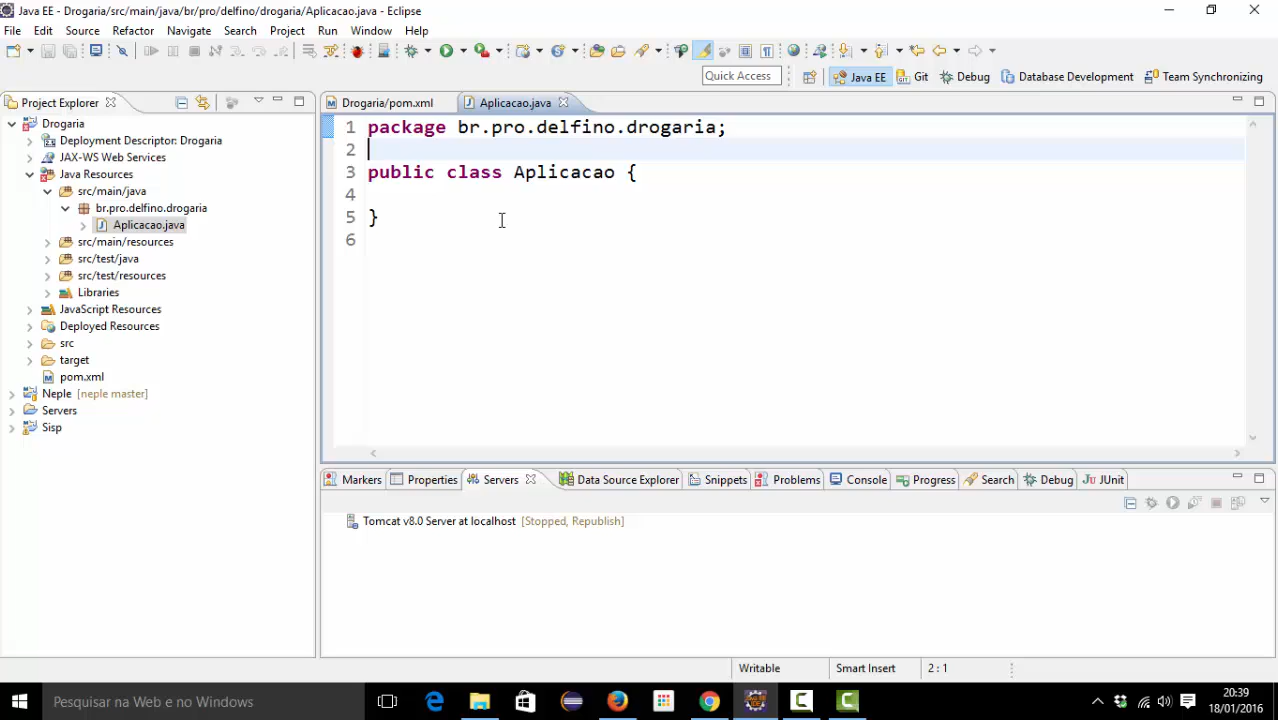 Java EE - Drogaria/src/main/java/br/pro/delfino/drogaria/Aplicacao.java - Eclipse
File Edit Source Refactor Navigate Search Project Run Window Help
Quick Access
Java EE Git Debug Database Development Team Synchronizing
Project Explorer
Drogaria
Deployment Descriptor: Drogaria
JAX-WS Web Services
Java Resources
src/main/java
br.pro.delfino.drogaria
Aplicacao.java
src/main/resources
src/test/java
src/test/resources
Libraries
JavaScript Resources
Deployed Resources
src
target
pom.xml
Neple [neple master]
Servers
Sisp
Drogaria/pom.xml Aplicacao.java
1 package br.pro.delfino.drogaria;
2
3 public class Aplicacao {
4
5 }
6
Markers Properties Servers Data Source Explorer Snippets Problems Console Progress Search Debug JUnit
Tomcat v8.0 Server at localhost [Stopped, Republish]
Writable Smart Insert 2 : 1
Pesquisar na Web e no Windows
20:39
18/01/2016